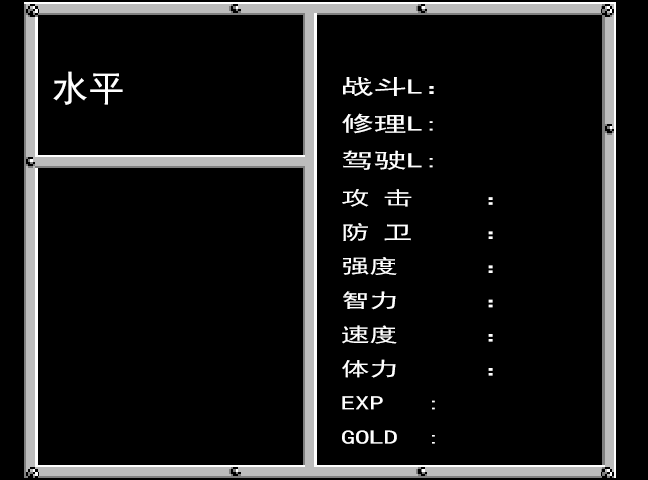 水平
战斗L:
修理L:
驾驶L:
攻 击 :
防 卫 :
强度 :
智力 :
速度 :
体力 :
EXP :
GOLD :